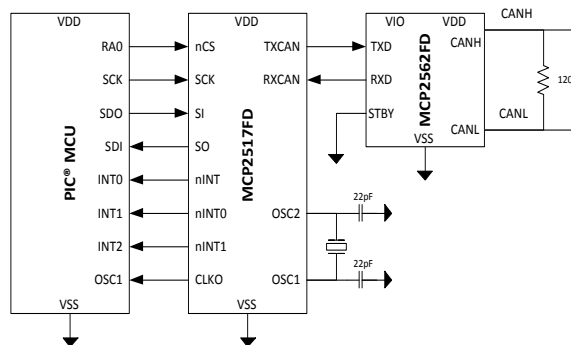 VDD
RA0
SCK
SDO
SDI
INT0
INT1
INT2
OSC1
VSS
PIC® MCU
VDD
nCS
SCK
SI
SO
nINT
nINT0
nINT1
CLKO
TXCAN
RXCAN
OSC2
OSC1
VSS
MCP2517FD
22pF
22pF
VIO
VDD
TXD
RXD
STBY
CANH
CANL
VSS
MCP2562FD
CANH
CANL